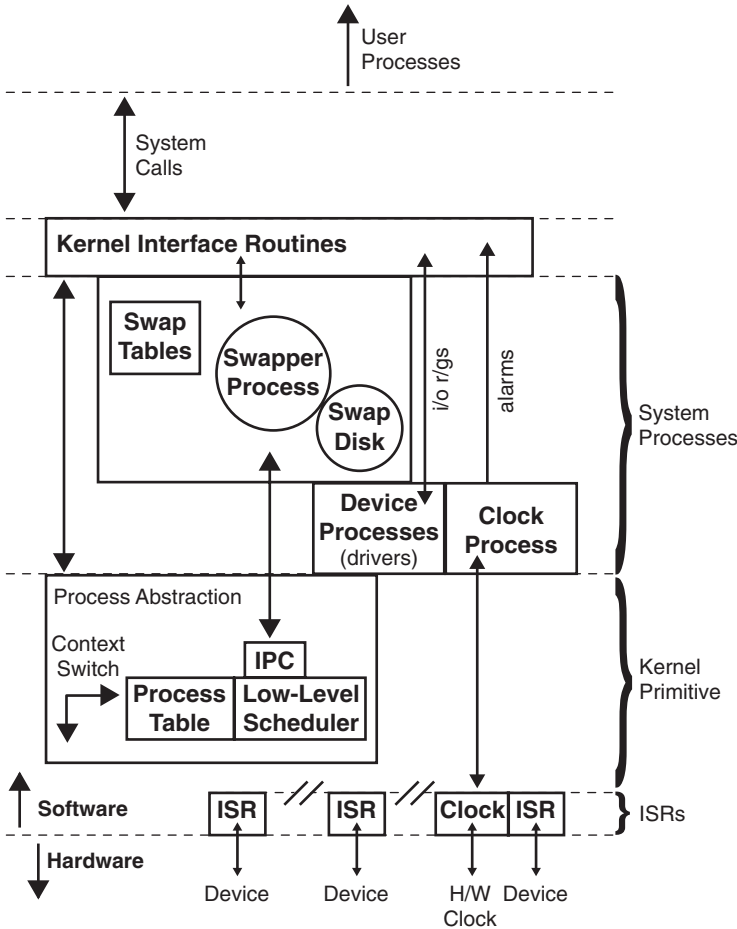 User
Processes
System
Calls
Kernel Interface Routines
Swap
Tables
Swapper
Process
Swap
Disk
i/o r/gs
alarms
System
Processes
Device
Processes
(drivers)
Clock
Process
Process Abstraction
Context
Switch
IPC
Process
Table
Low-Level
Scheduler
Kernel
Primitive
Software
ISR
ISR
Clock
ISR
ISRs
Hardware
Device
Device
H/W
Clock
Device